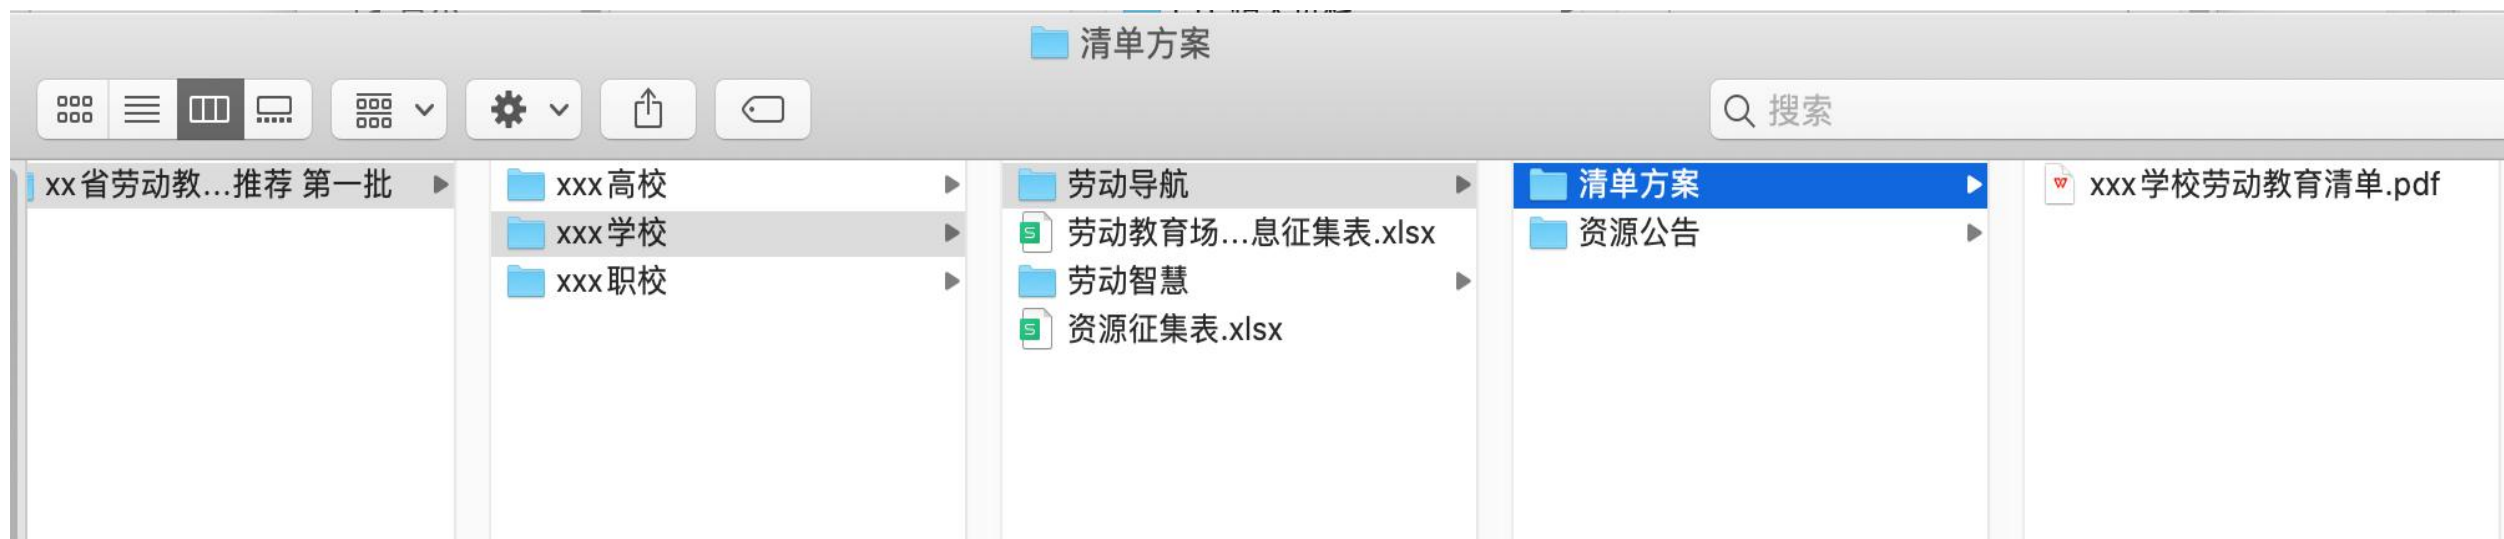 清单方案
搜索
xx省劳动教...推荐 第一批
xxx高校
xxx学校
xxx职校
劳动导航
劳动教育场...息征集表.xlsx
劳动智慧
资源征集表.xlsx
清单方案
资源公告
xxx学校劳动教育清单.pdf